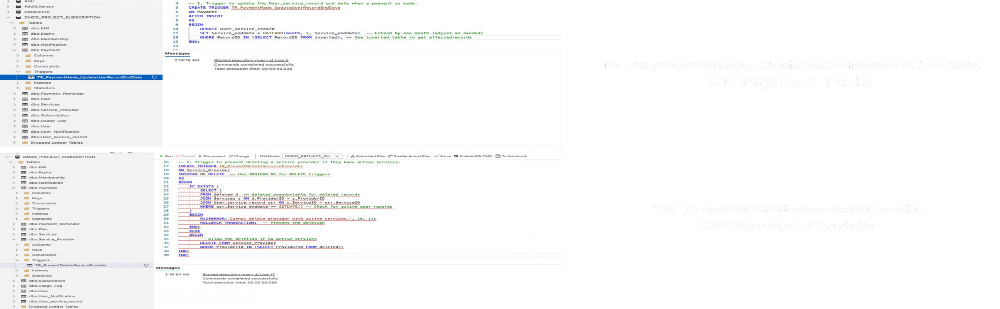 ABC
AdultLiteracy
DAMG6210
DMDD_PROJECT_SUBSCRIPTION
Tables
dbo.EMI
dbo.Expiry
dbo.Membership
dbo.Notification
dbo.Payment
Columns
Keys
Constraints
Triggers
TR_PaymentMade_UpdateUserRecordEndDate
Indexes
Statistics
dbo.Payment_Reminder
dbo.Plan
dbo.Services
dbo.Service_Provider
dbo.Subscription
dbo.Usage_Log
dbo.User
dbo.User_Notification
dbo.User_service_record
Dropped Ledger Tables
4 -- 1. Trigger to update the User_service_record end date when a payment is made.
5 CREATE TRIGGER TR_PaymentMade_UpdateUserRecordEndDate
6 ON Payment
7 AFTER INSERT
8 AS
9 BEGIN
10 UPDATE User_service_record
11 SET Service_enddate = DATEADD(month, 1, Service_enddate) -- Extend by one month (adjust as needed)
12 WHERE RecordID IN (SELECT RecordID FROM inserted); -- Use inserted table to get affectedrecords
13 END;
14
Messages
2:14:18 AM Started executing query at Line 5
Commands completed successfully.
Total execution time: 00:00:00.036
TR_PaymentMade_UpdateUserRecordEndDate
ON Payment Table
DMDD_PROJECT_SUBSCRIPTION
Tables
dbo.EMI
dbo.Expiry
dbo.Membership
dbo.Notification
dbo.Payment
Columns
Keys
Constraints
Triggers
Indexes
Statistics
dbo.Payment_Reminder
dbo.Plan
dbo.Services
dbo.Service_Provider
Columns
Keys
Constraints
Triggers
TR_PreventDeleteServiceProvider
Indexes
Statistics
dbo.Subscription
dbo.Usage_Log
dbo.User
dbo.User_Notification
dbo.User_service_record
Dropped Ledger Tables
Run Cancel Disconnect Change Database: DMDD_PROJECT_SU... Estimated Plan Enable Actual Plan Parse Enable SQLCMD To Notebook
16 -- 2. Trigger to prevent deleting a service provider if they have active services.
17 CREATE TRIGGER TR_PreventDeleteServiceProvider
18 ON Service_Provider
19 INSTEAD OF DELETE -- Use INSTEAD OF for DELETE triggers
20 AS
21 BEGIN
22 IF EXISTS (
23 SELECT 1
24 FROM deleted d -- deleted pseudo-table for deleted records
25 JOIN Services s ON d.ProviderID = s.ProviderID
26 JOIN User_service_record usr ON s.ServiceID = usr.ServiceID
27 WHERE usr.Service_enddate >= GETDATE() -- Check for active user records
28 )
29 BEGIN
30 RAISERROR('Cannot delete provider with active services.', 16, 1);
31 ROLLBACK TRANSACTION; -- Prevent the deletion
32 END;
33 ELSE
34 BEGIN
35 -- Allow the deletion if no active services
36 DELETE FROM Service_Provider
37 WHERE ProviderID IN (SELECT ProviderID FROM deleted);
38 END;
39 END;
Messages
2:16:54 AM Started executing query at Line 17
Commands completed successfully.
Total execution time: 00:00:00.035
TR_PreventDeleteServiceProvider
ON Service_Provider